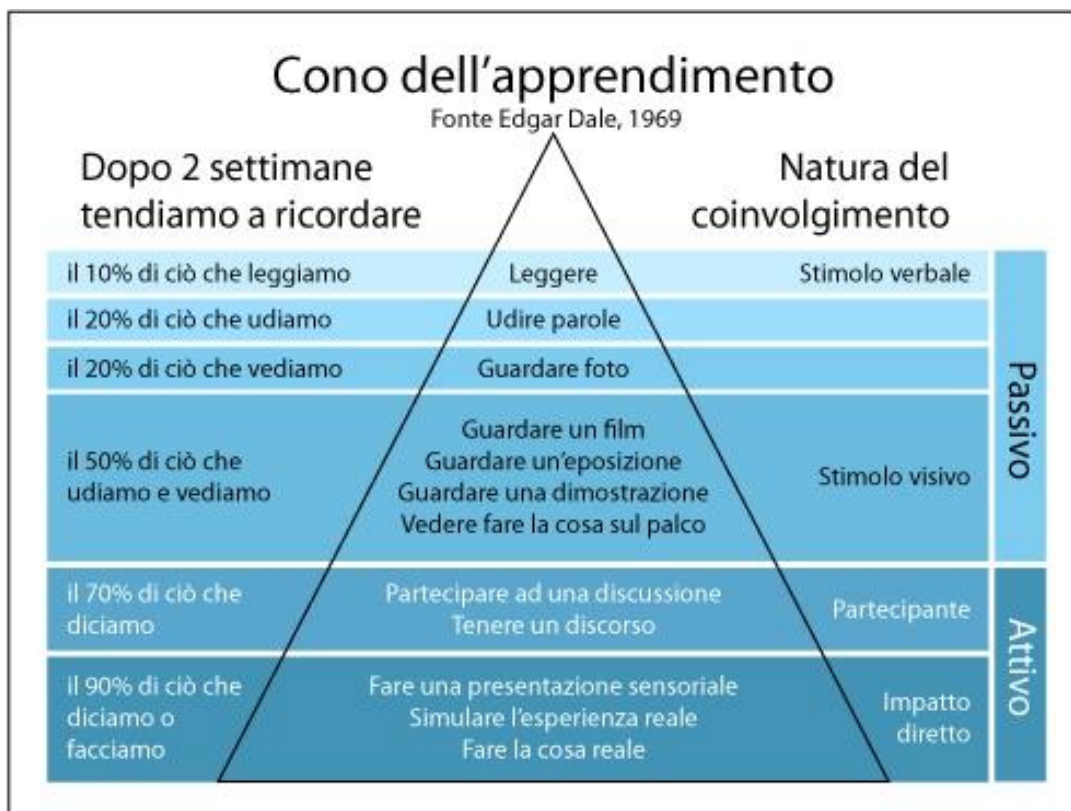 Cono dell'apprendimento
Fonte Edgar Dale, 1969
Dopo 2 settimane
tendiamo a ricordare
Natura del
coinvolgimento
il 10% di ciò che leggiamo
Leggere
Stimolo verbale
il 20% di ciò che udiamo
Udire parole
il 20% di ciò che vediamo
Guardare foto
il 50% di ciò che
udiamo e vediamo
Guardare un film
Guardare un'eposizione
Guardare una dimostrazione
Vedere fare la cosa sul palco
Stimolo visivo
Passivo
il 70% di ciò che
diciamo
Partecipare ad una discussione
Tenere un discorso
Partecipante
il 90% di ciò che
diciamo o
facciamo
Fare una presentazione sensoriale
Simulare l'esperienza reale
Fare la cosa reale
Impatto
diretto
Attivo